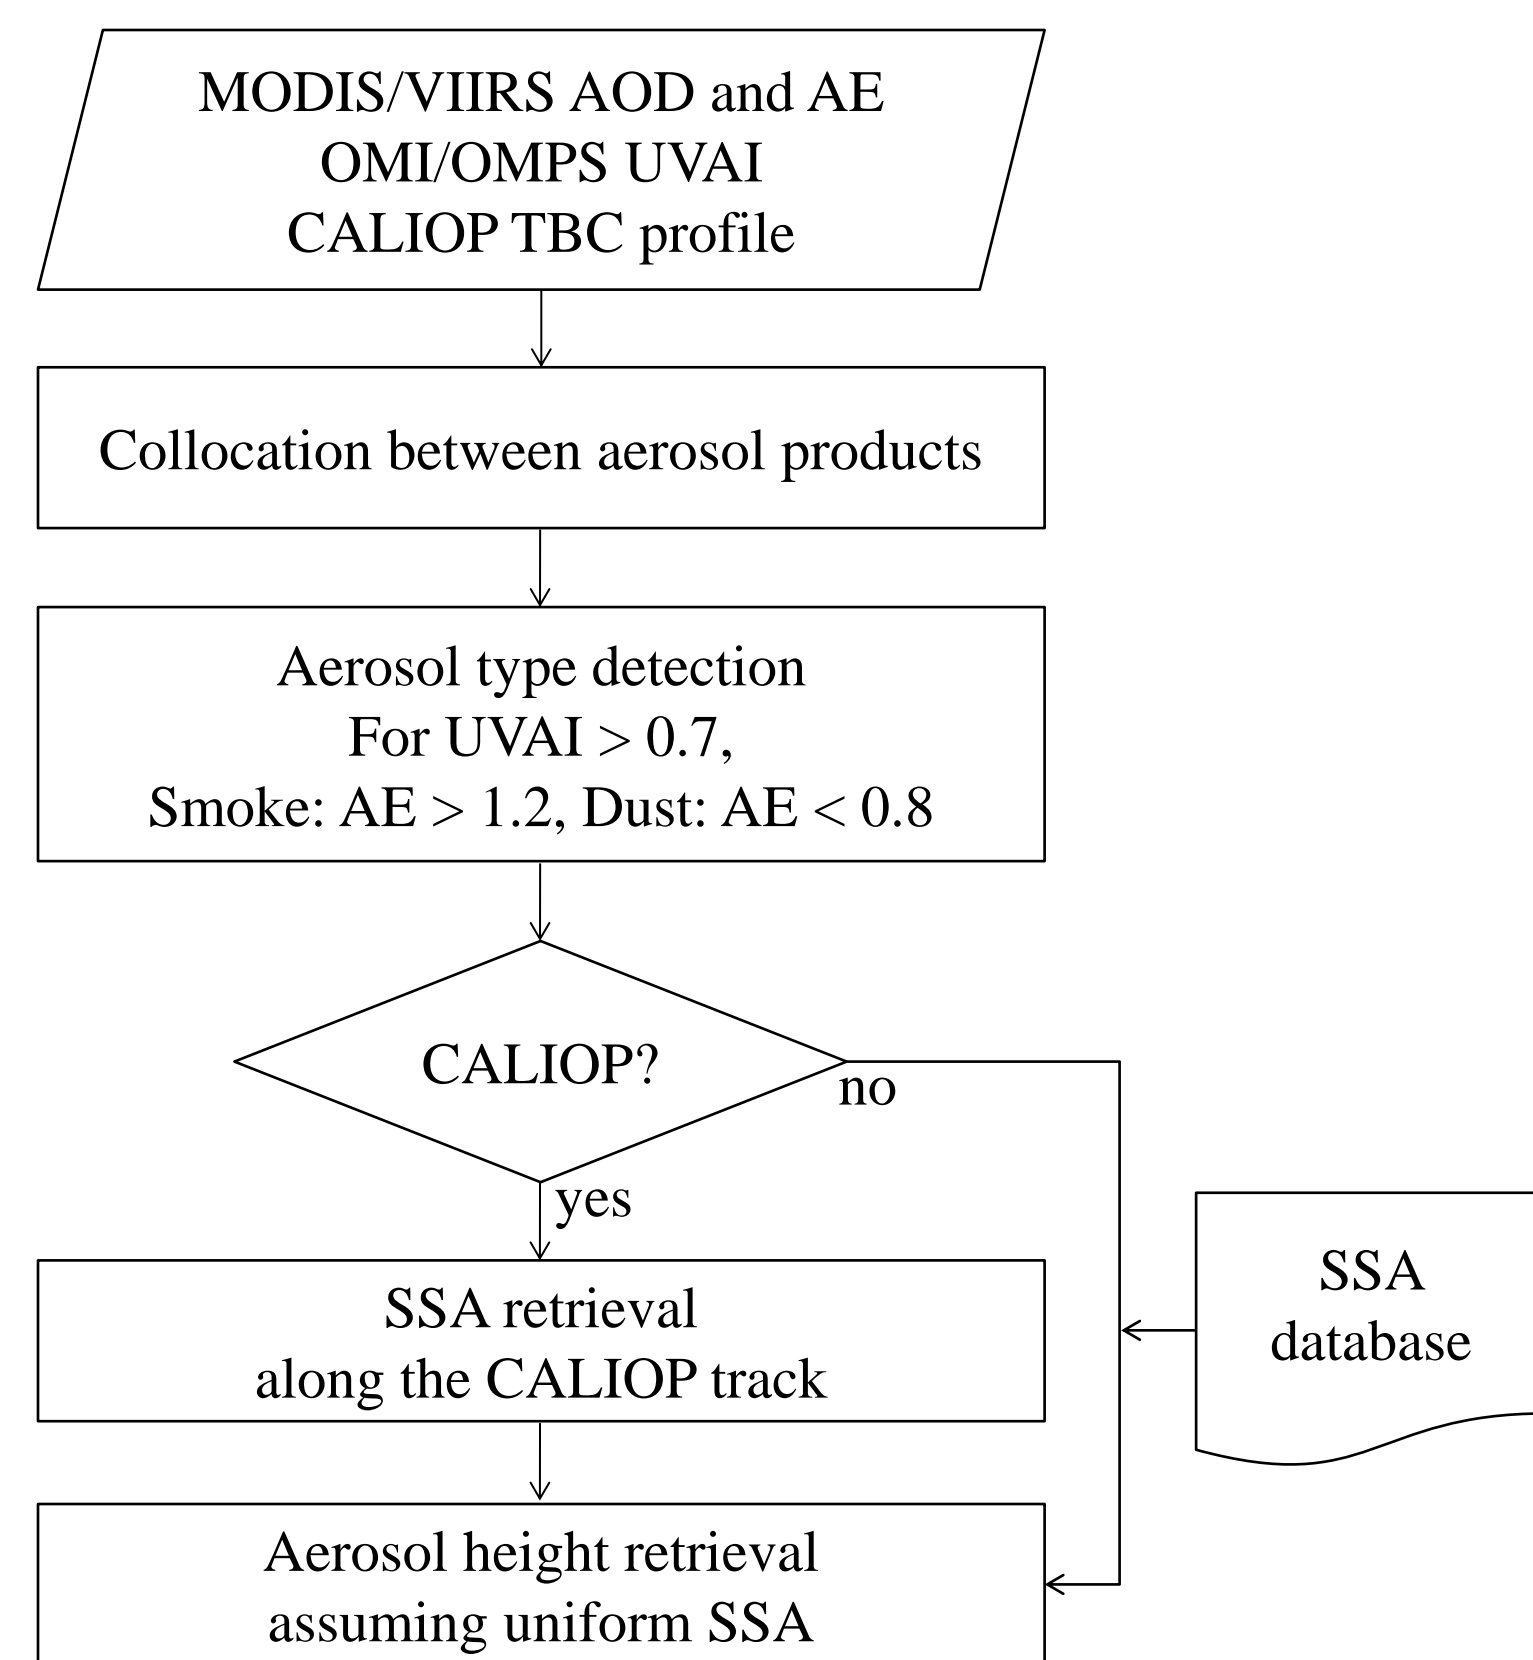 MODIS/VIIRS AOD and AE
OMI/OMPS UVAI
CALIOP TBC profile
Collocation between aerosol products
Aerosol type detection
For UVAI > 0.7,
Smoke: AE > 1.2, Dust: AE < 0.8
CALIOP?
no
yes
SSA retrieval
along the CALIOP track
SSA
database
Aerosol height retrieval
assuming uniform SSA